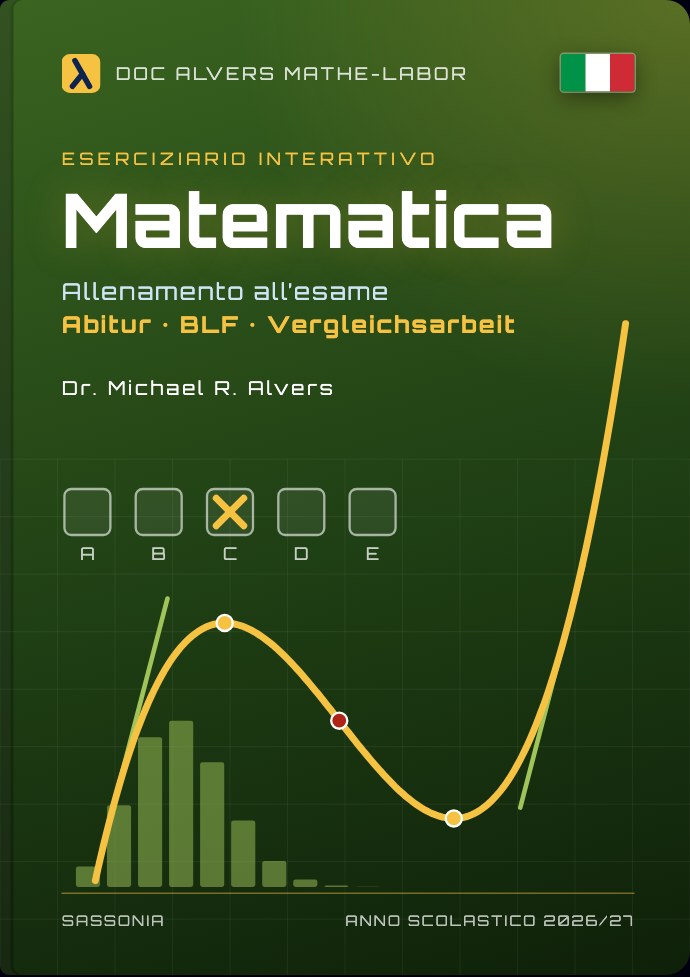 λ DOC ALVERS MATHE-LABOR
ESERCIZIARIO INTERATTIVO
Matematica
Allenamento all'esame
Abitur · BLF · Vergleichsarbeit
Dr. Michael R. Alvers
A B C D E
SASSONIA ANNO SCOLASTICO 2026/27